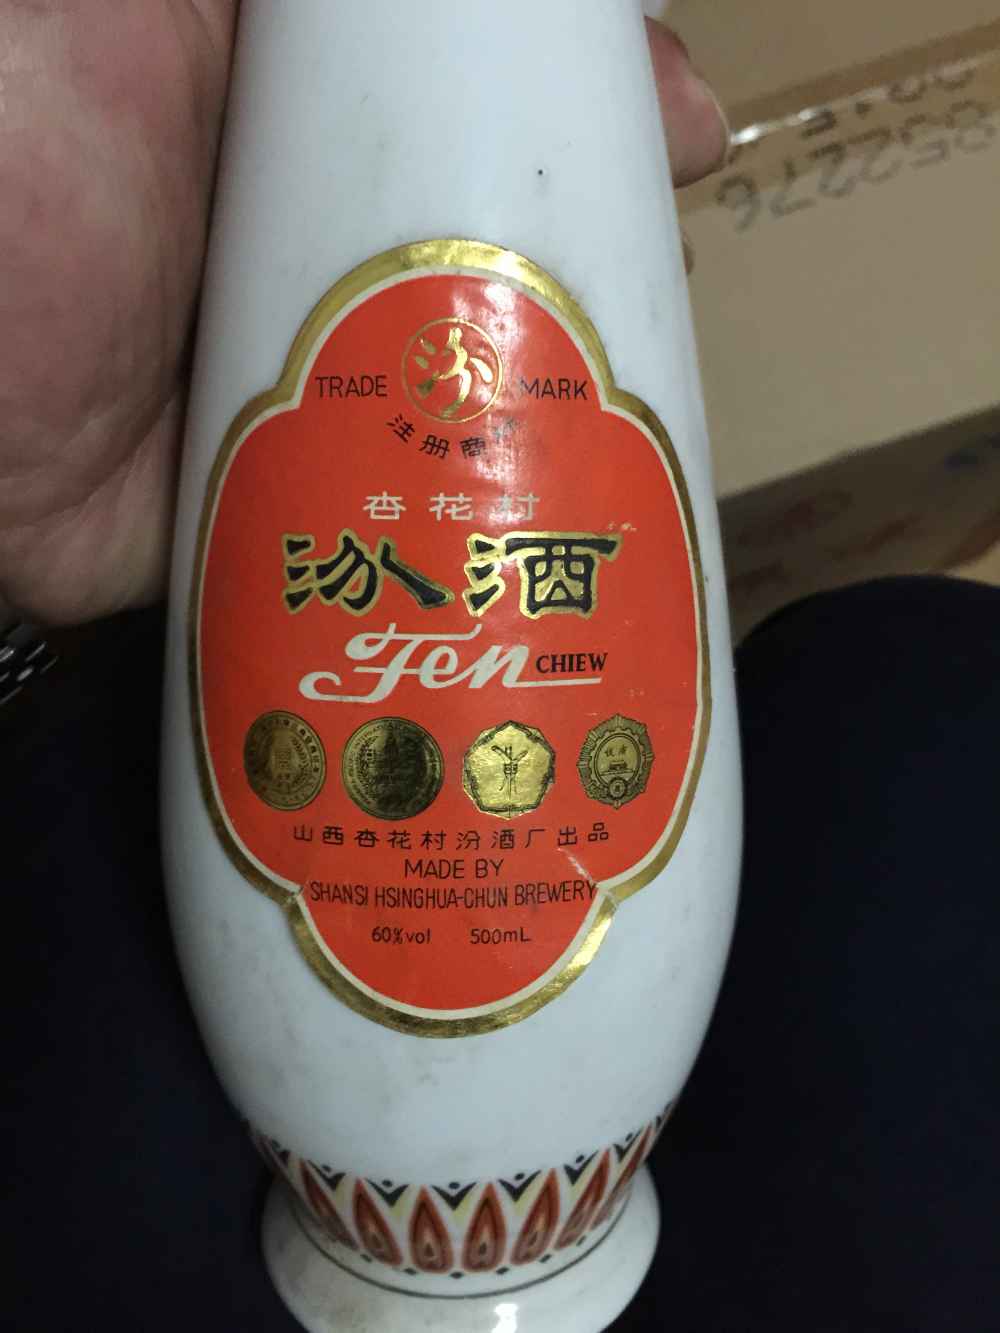 汾
TRADE MARK
注册商标
杏花村
汾酒
Fen CHIEW
山西杏花村汾酒厂出品
MADE BY
SHANSI HSINGHUA-CHUN BREWERY
60%vol 500mL